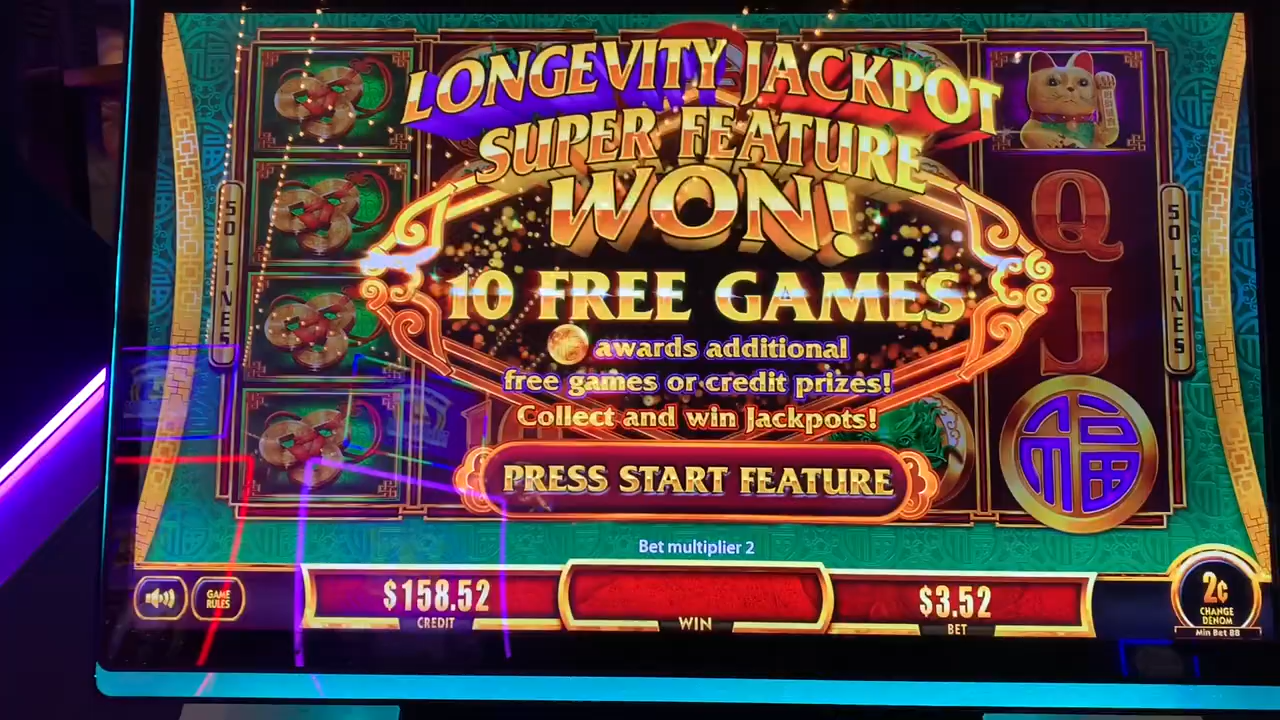 LONGEVITY JACKPOT
SUPER FEATURE
WON!
10 FREE GAMES
awards additional
free games or credit prizes!
Collect and win Jackpots!
PRESS START FEATURE
50 LINES
50 LINES
Q
J
福
Bet multiplier 2
GAME
RULES
$158.52
CREDIT
WIN
$3.52
BET
2¢
CHANGE
DENOM
Min Bet 88